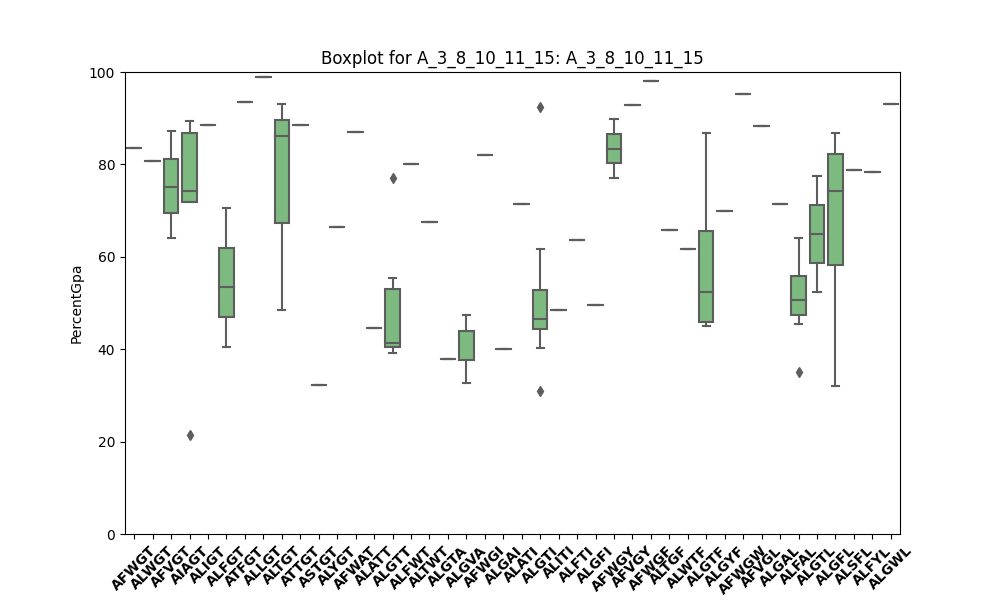 Boxplot for A_3_8_10_11_15: A_3_8_10_11_15
PercentGpa
100
80
60
40
20
0
AFWGT
ALWGT
AFVGT
AIAGT
ALIGT
ALFGT
ATFGT
ALLGT
ALTGT
ATTGT
ASTGT
ALYGT
AFWAT
ALATT
ALGTT
ALFWT
ALTWT
ALGTA
ALGVA
AFWGI
ALGAI
ALATI
ALGTI
ALITI
ALFTI
ALGFI
AFWGY
AFVGY
AFWGF
ALTGF
ALWTF
ALGTF
ALGYF
AFWGW
AFVGL
ALGAL
ALFAL
ALGTL
ALGFL
ALSFL
ALFYL
ALGWL